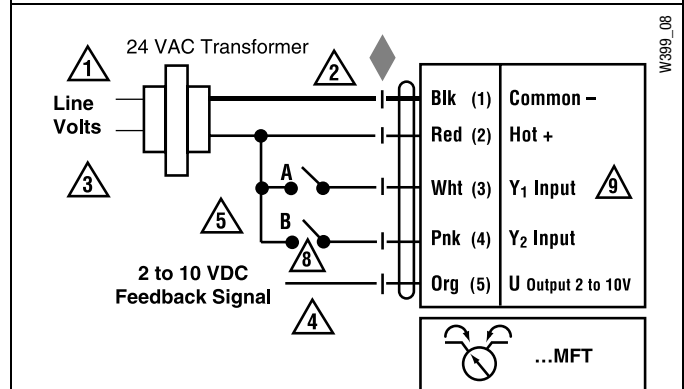 W399_08
24 VAC Transformer
1
2
Line
Volts
3
Blk (1) Common –
Red (2) Hot +
A
Wht (3) Y₁ Input
9
5
B
Pnk (4) Y₂ Input
8
2 to 10 VDC
Feedback Signal
Org (5) U Output 2 to 10V
4
...MFT